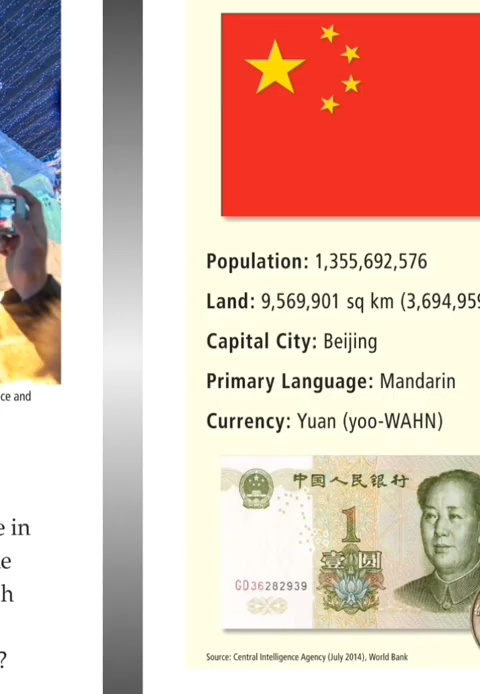 ce and
e in
e
h
?
Population: 1,355,692,576
Land: 9,569,901 sq km (3,694,959
Capital City: Beijing
Primary Language: Mandarin
Currency: Yuan (yoo-WAHN)
中国人民银行
1
壹圆
GD36282939
Source: Central Intelligence Agency (July 2014), World Bank